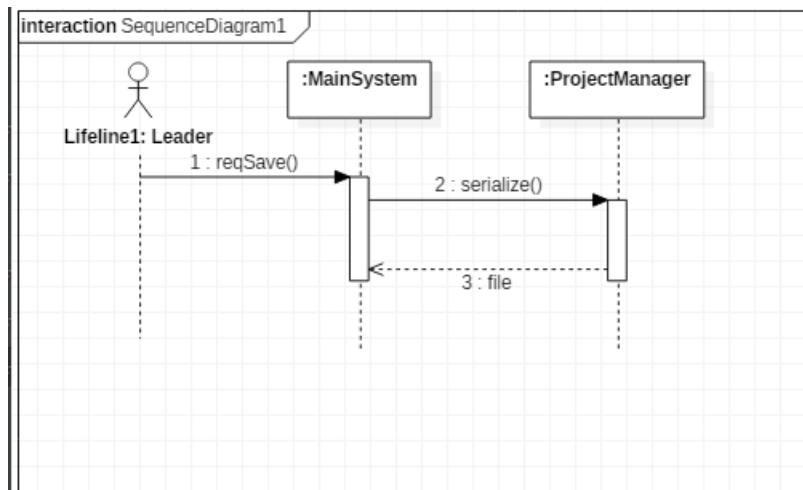 interaction SequenceDiagram1
:MainSystem
:ProjectManager
Lifeline1: Leader
1 : reqSave()
2 : serialize()
3 : file